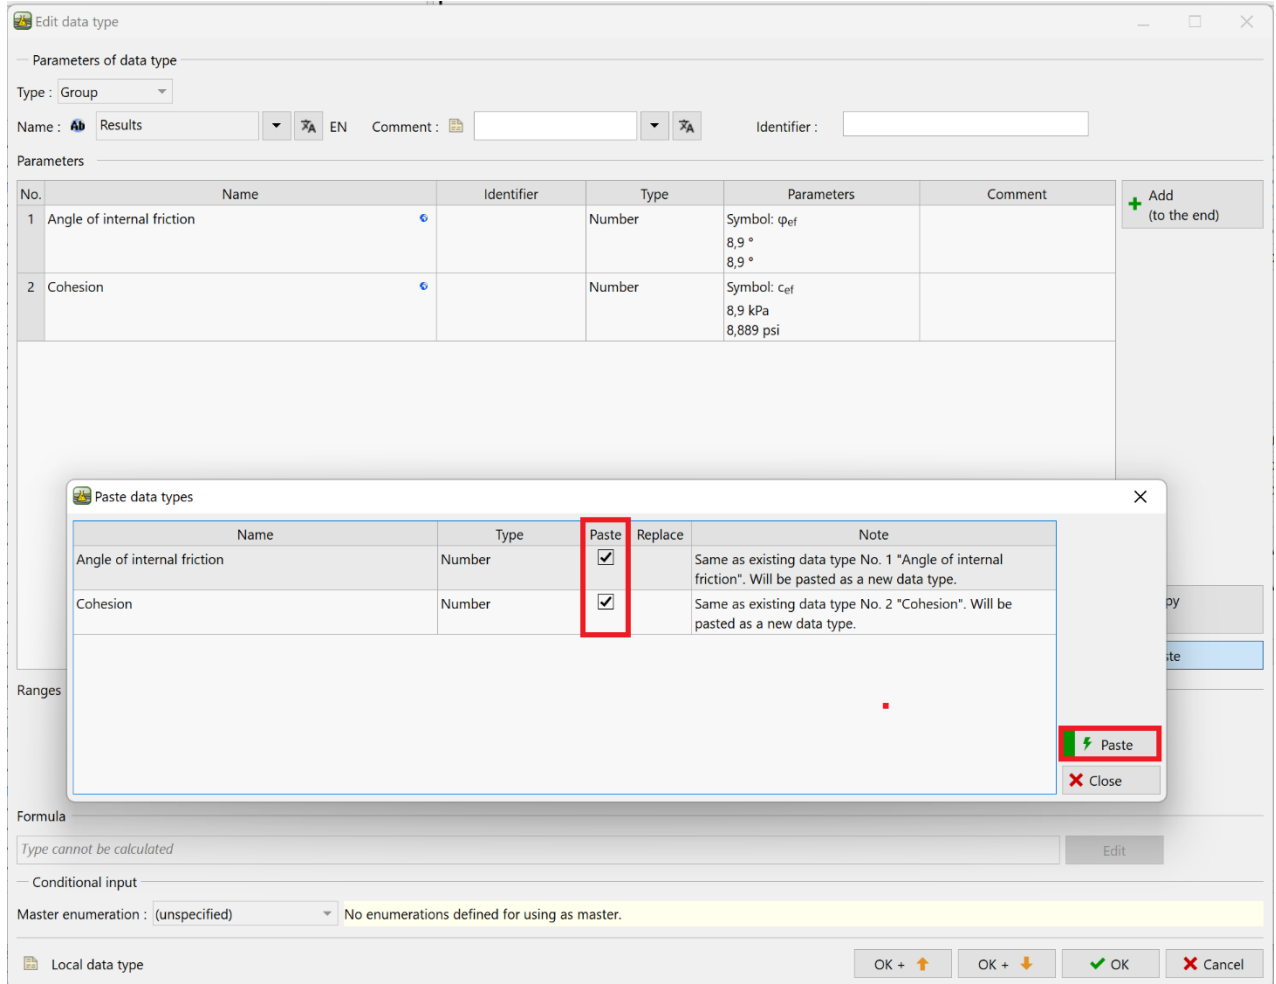 Edit data type
Parameters of data type
Type : Group
Name : Ab Results EN Comment : Identifier :
Parameters
No. Name Identifier Type Parameters Comment
Add
(to the end)
1 Angle of internal friction Number Symbol: φef
8,9 °
8,9 °
2 Cohesion Number Symbol: cef
8,9 kPa
8,889 psi
Paste data types
Name Type Paste Replace Note
Angle of internal friction Number Same as existing data type No. 1 "Angle of internal
friction". Will be pasted as a new data type.
Cohesion Number Same as existing data type No. 2 "Cohesion". Will be
pasted as a new data type.
py
ste
Ranges
Paste
Close
Formula
Type cannot be calculated
Edit
Conditional input
Master enumeration : (unspecified) No enumerations defined for using as master.
Local data type OK + OK + OK Cancel